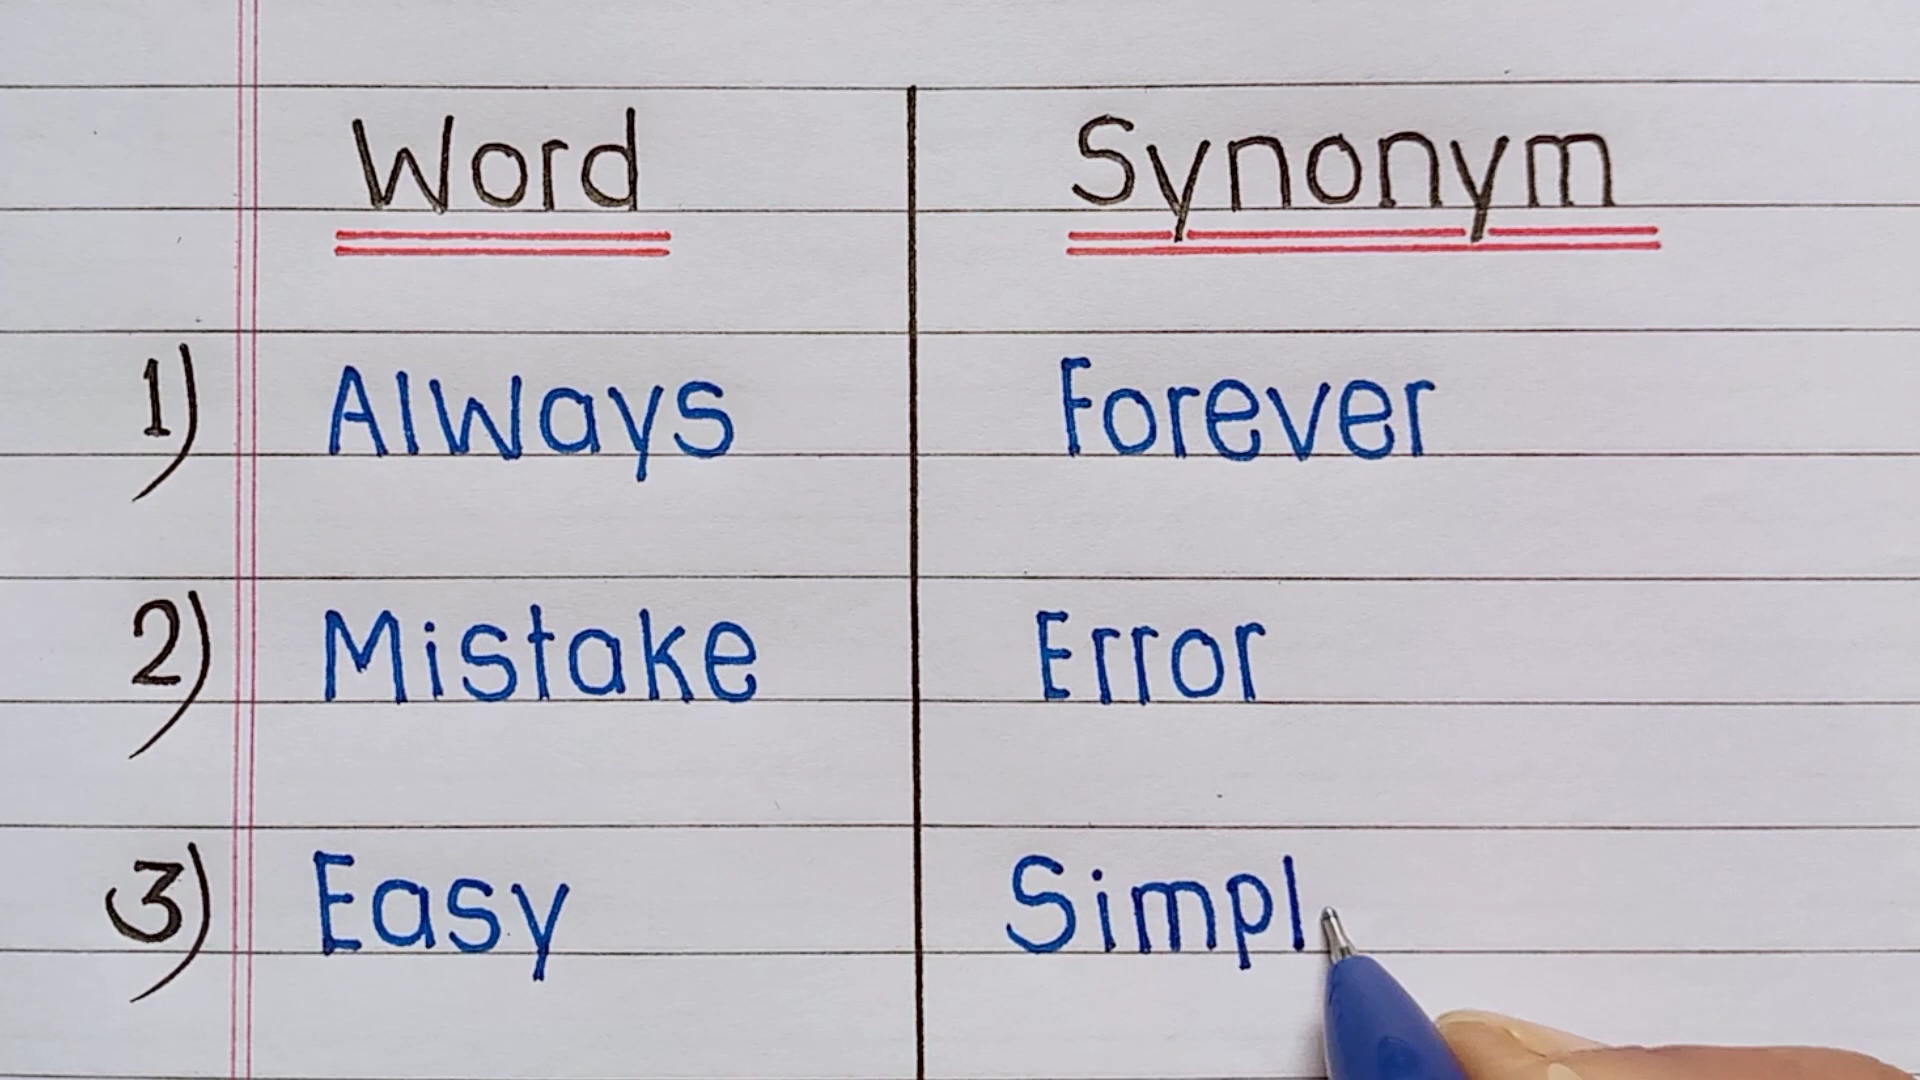 Word Synonym
1) Always Forever
2) Mistake Error
3) Easy Simpl